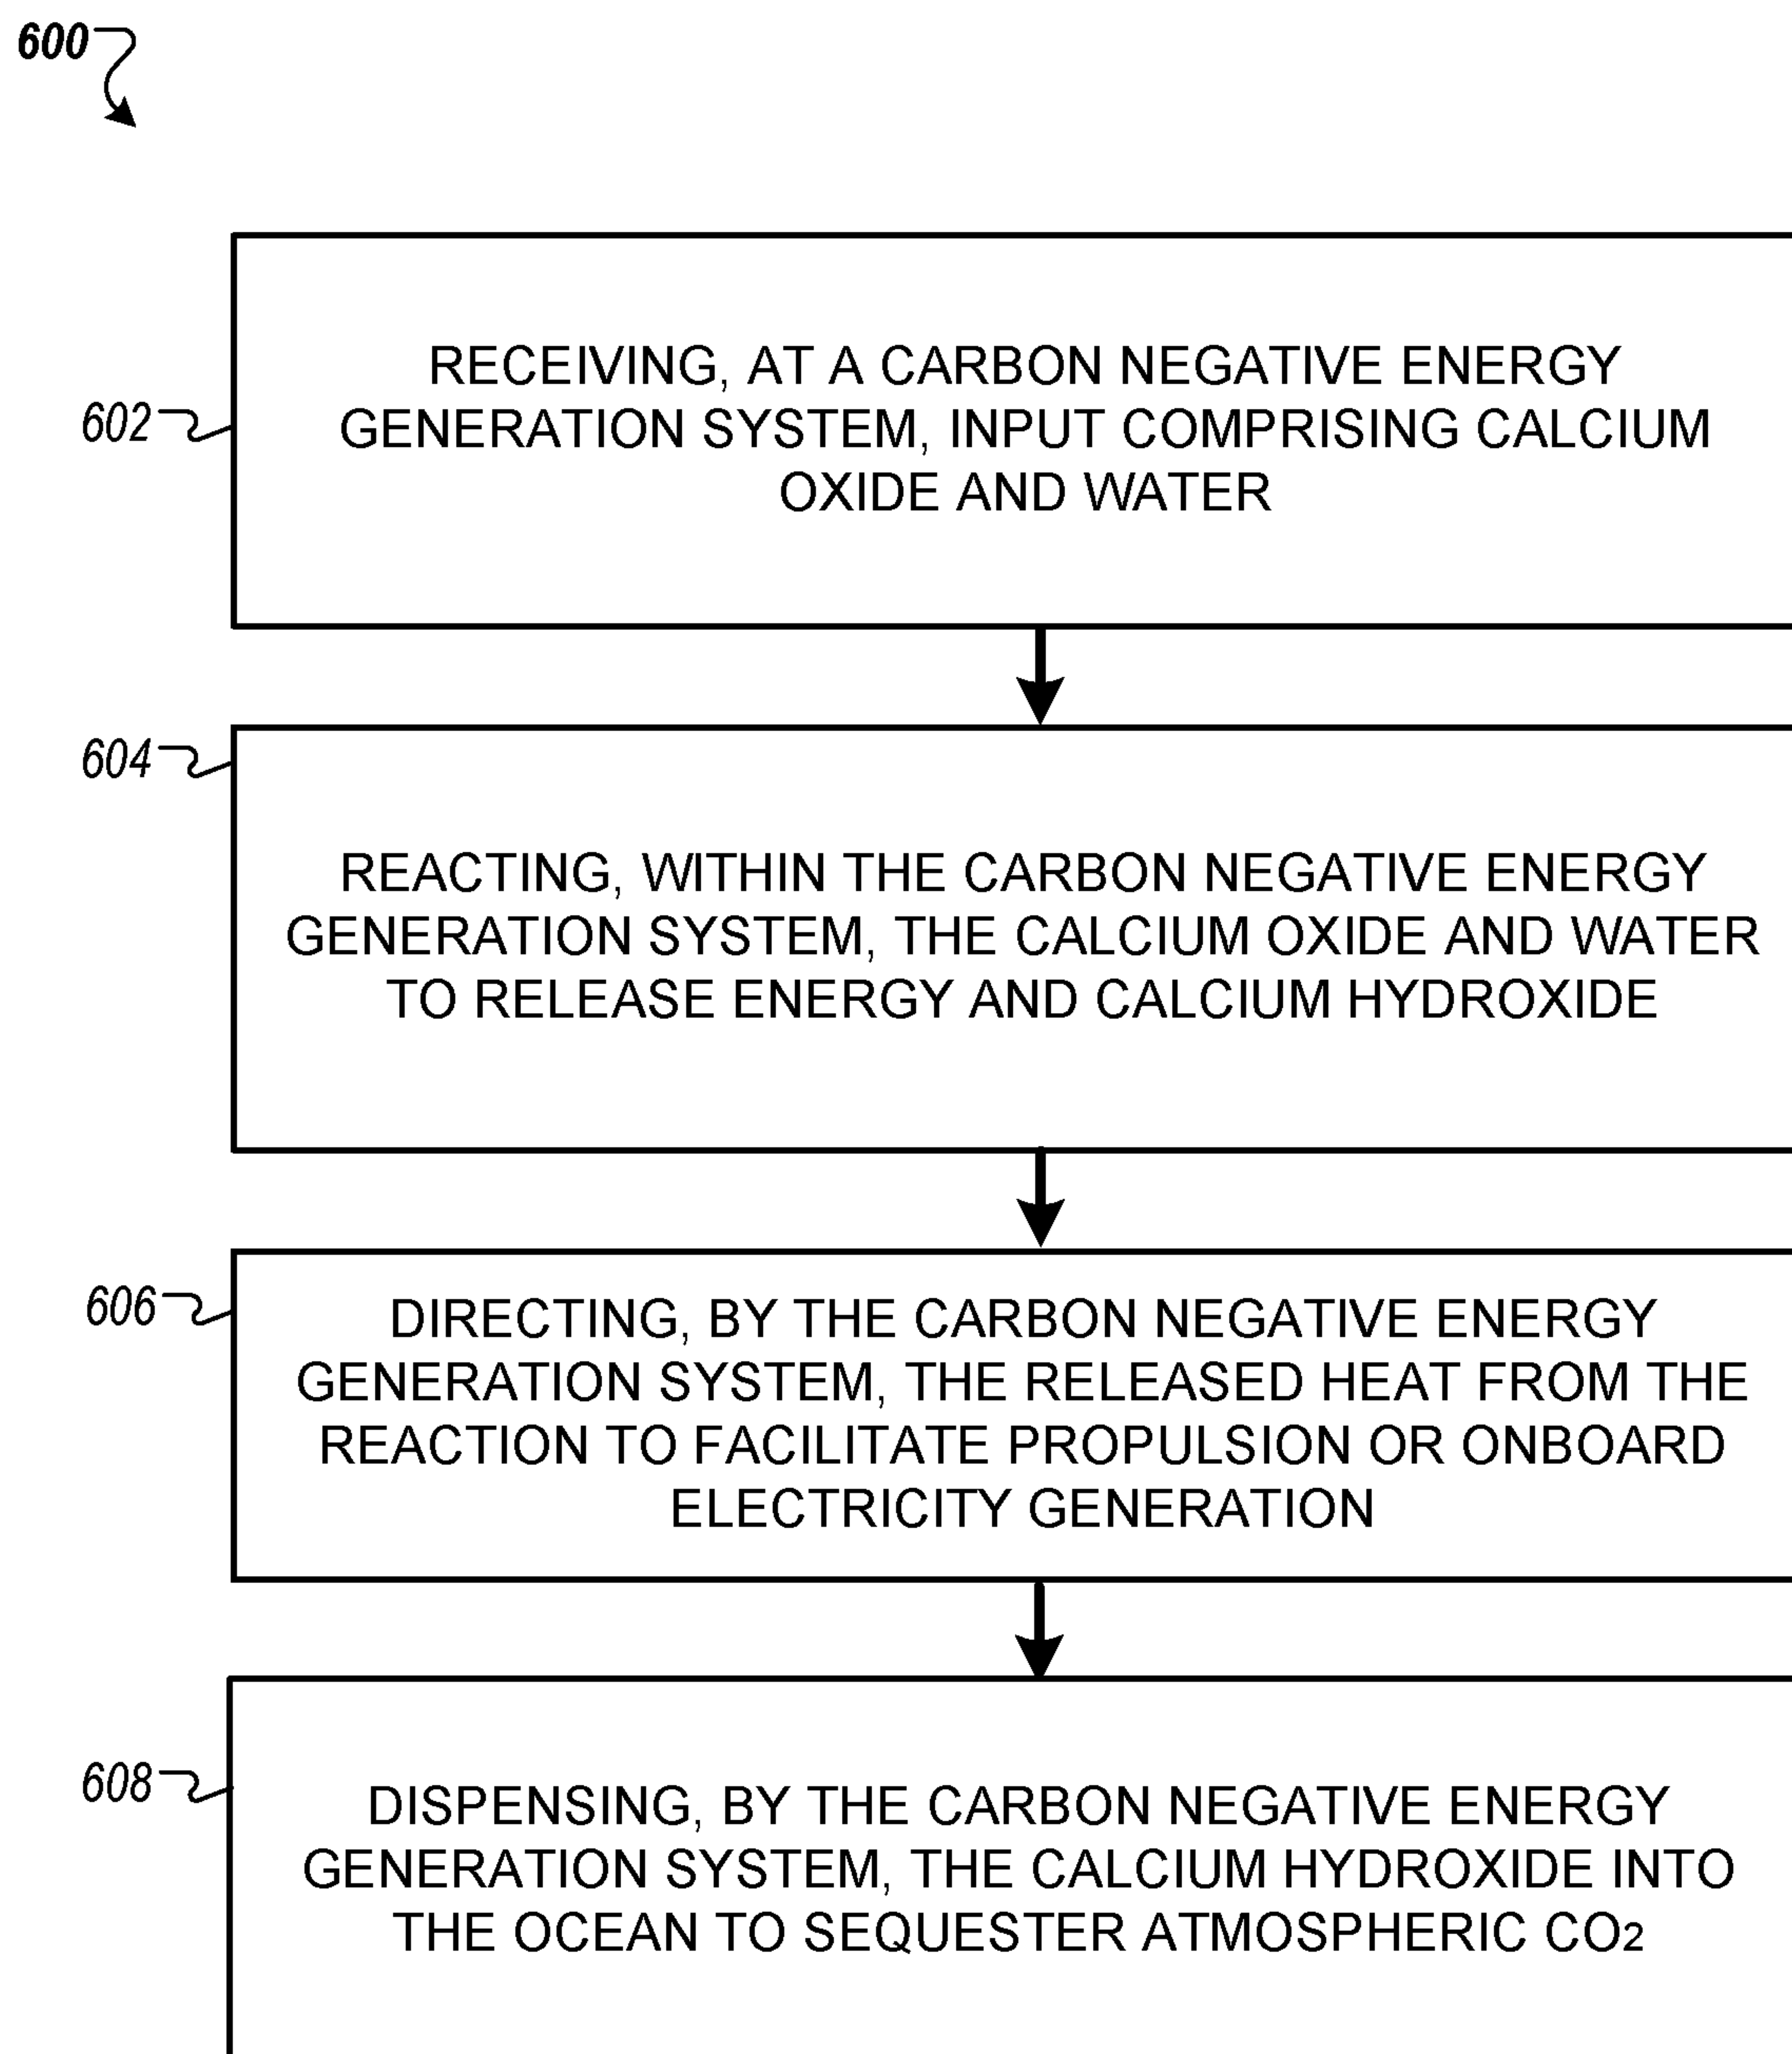 600
602
RECEIVING, AT A CARBON NEGATIVE ENERGY
GENERATION SYSTEM, INPUT COMPRISING CALCIUM
OXIDE AND WATER
604
REACTING, WITHIN THE CARBON NEGATIVE ENERGY
GENERATION SYSTEM, THE CALCIUM OXIDE AND WATER
TO RELEASE ENERGY AND CALCIUM HYDROXIDE
606
DIRECTING, BY THE CARBON NEGATIVE ENERGY
GENERATION SYSTEM, THE RELEASED HEAT FROM THE
REACTION TO FACILITATE PROPULSION OR ONBOARD
ELECTRICITY GENERATION
608
DISPENSING, BY THE CARBON NEGATIVE ENERGY
GENERATION SYSTEM, THE CALCIUM HYDROXIDE INTO
THE OCEAN TO SEQUESTER ATMOSPHERIC CO2